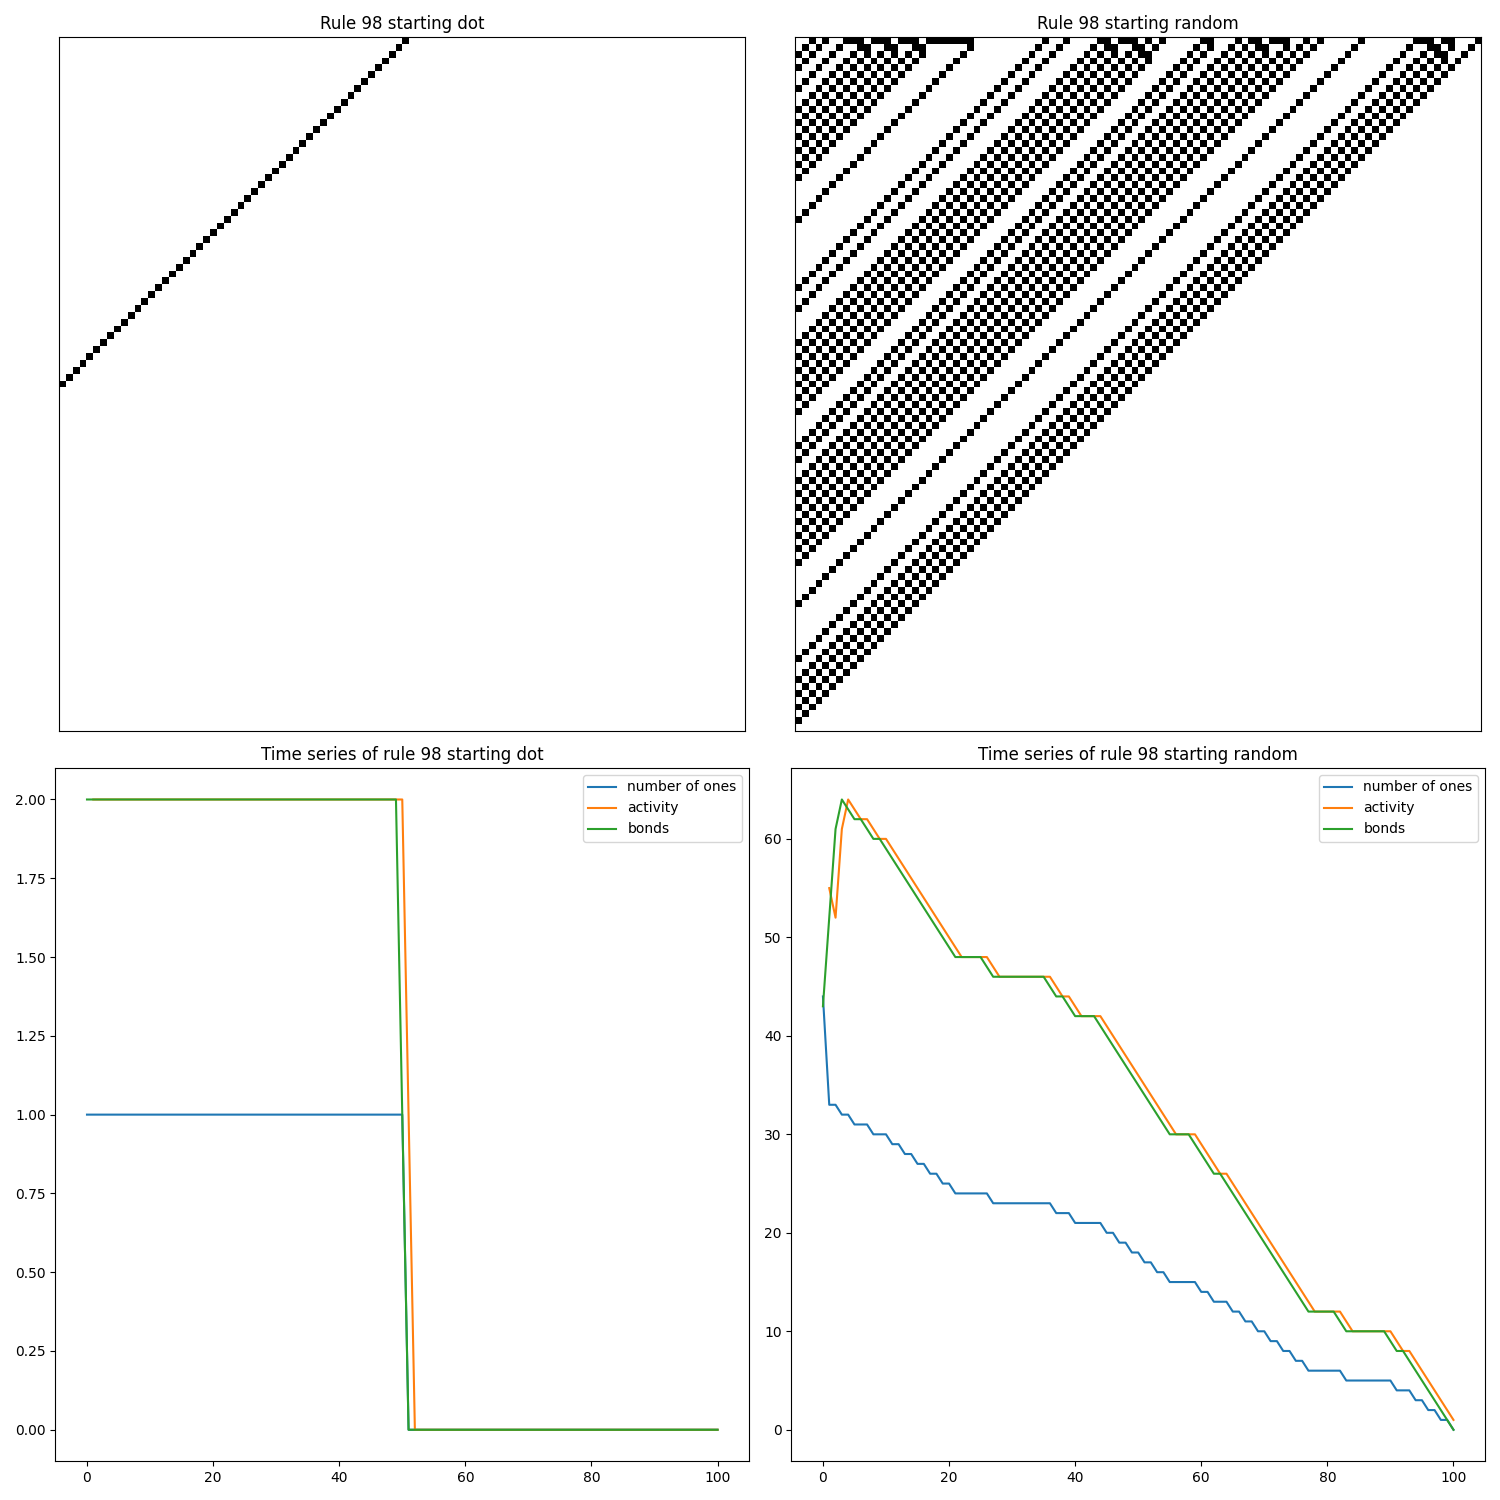 Rule 98 starting dot
Rule 98 starting random
Time series of rule 98 starting dot
number of ones
activity
bonds
2.00
1.75
1.50
1.25
1.00
0.75
0.50
0.25
0.00
0 20 40 60 80 100
Time series of rule 98 starting random
number of ones
activity
bonds
60
50
40
30
20
10
0
0 20 40 60 80 100